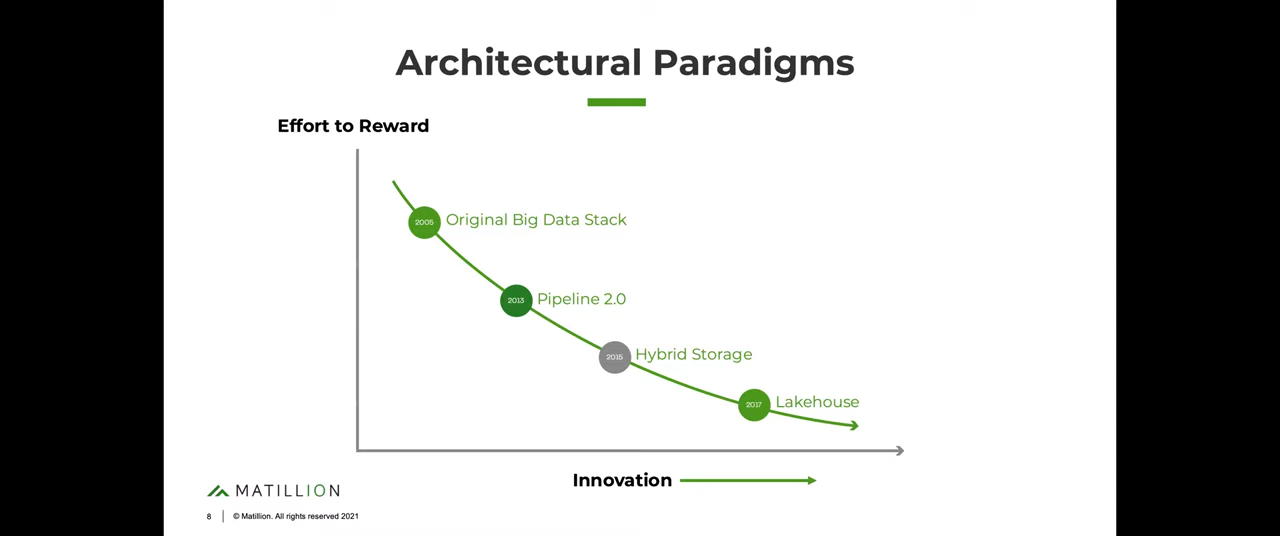 Architectural Paradigms
Effort to Reward
2005 Original Big Data Stack
2013 Pipeline 2.0
2015 Hybrid Storage
2017 Lakehouse
Innovation
MATILLION
8 © Matillion. All rights reserved 2021